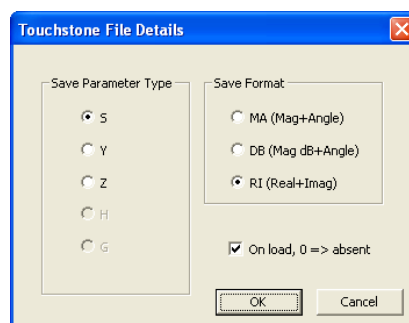 Touchstone File Details
Save Parameter Type
S
Y
Z
H
G
Save Format
MA (Mag+Angle)
DB (Mag dB+Angle)
RI (Real+Imag)
On load, 0 => absent
OK
Cancel